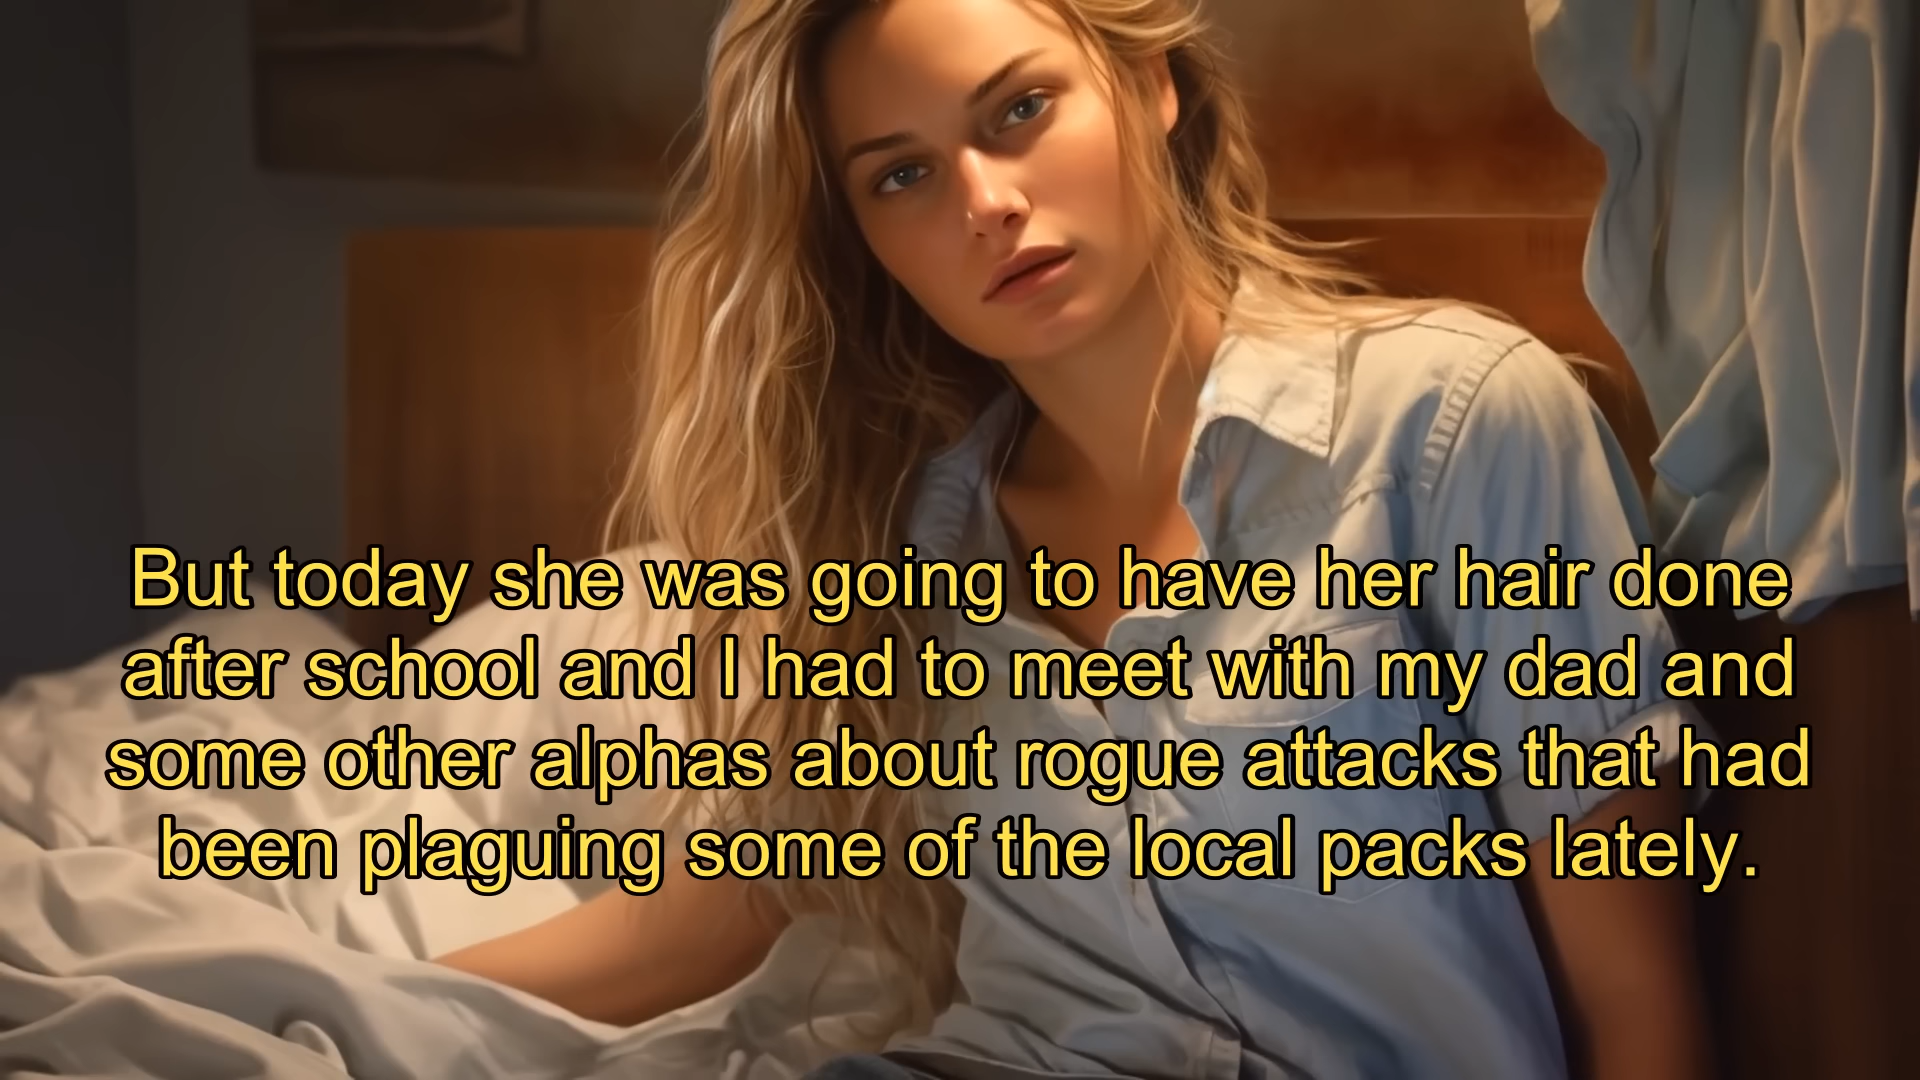 But today she was going to have her hair done
after school and I had to meet with my dad and
some other alphas about rogue attacks that had
been plaguing some of the local packs lately.